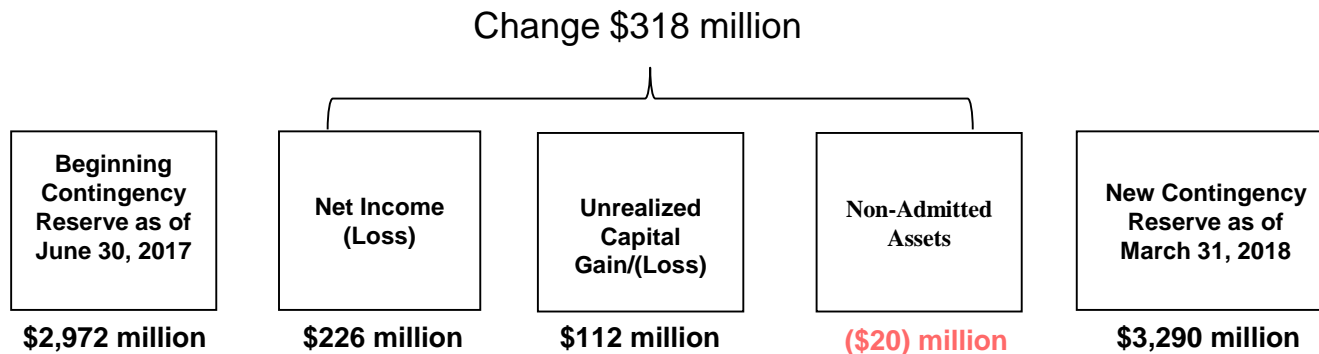 Change $318 million
Beginning
Contingency
Reserve as of
June 30, 2017
Net Income
(Loss)
Unrealized
Capital
Gain/(Loss)
Non-Admitted
Assets
New Contingency
Reserve as of
March 31, 2018
$2,972 million
$226 million
$112 million
($20) million
$3,290 million